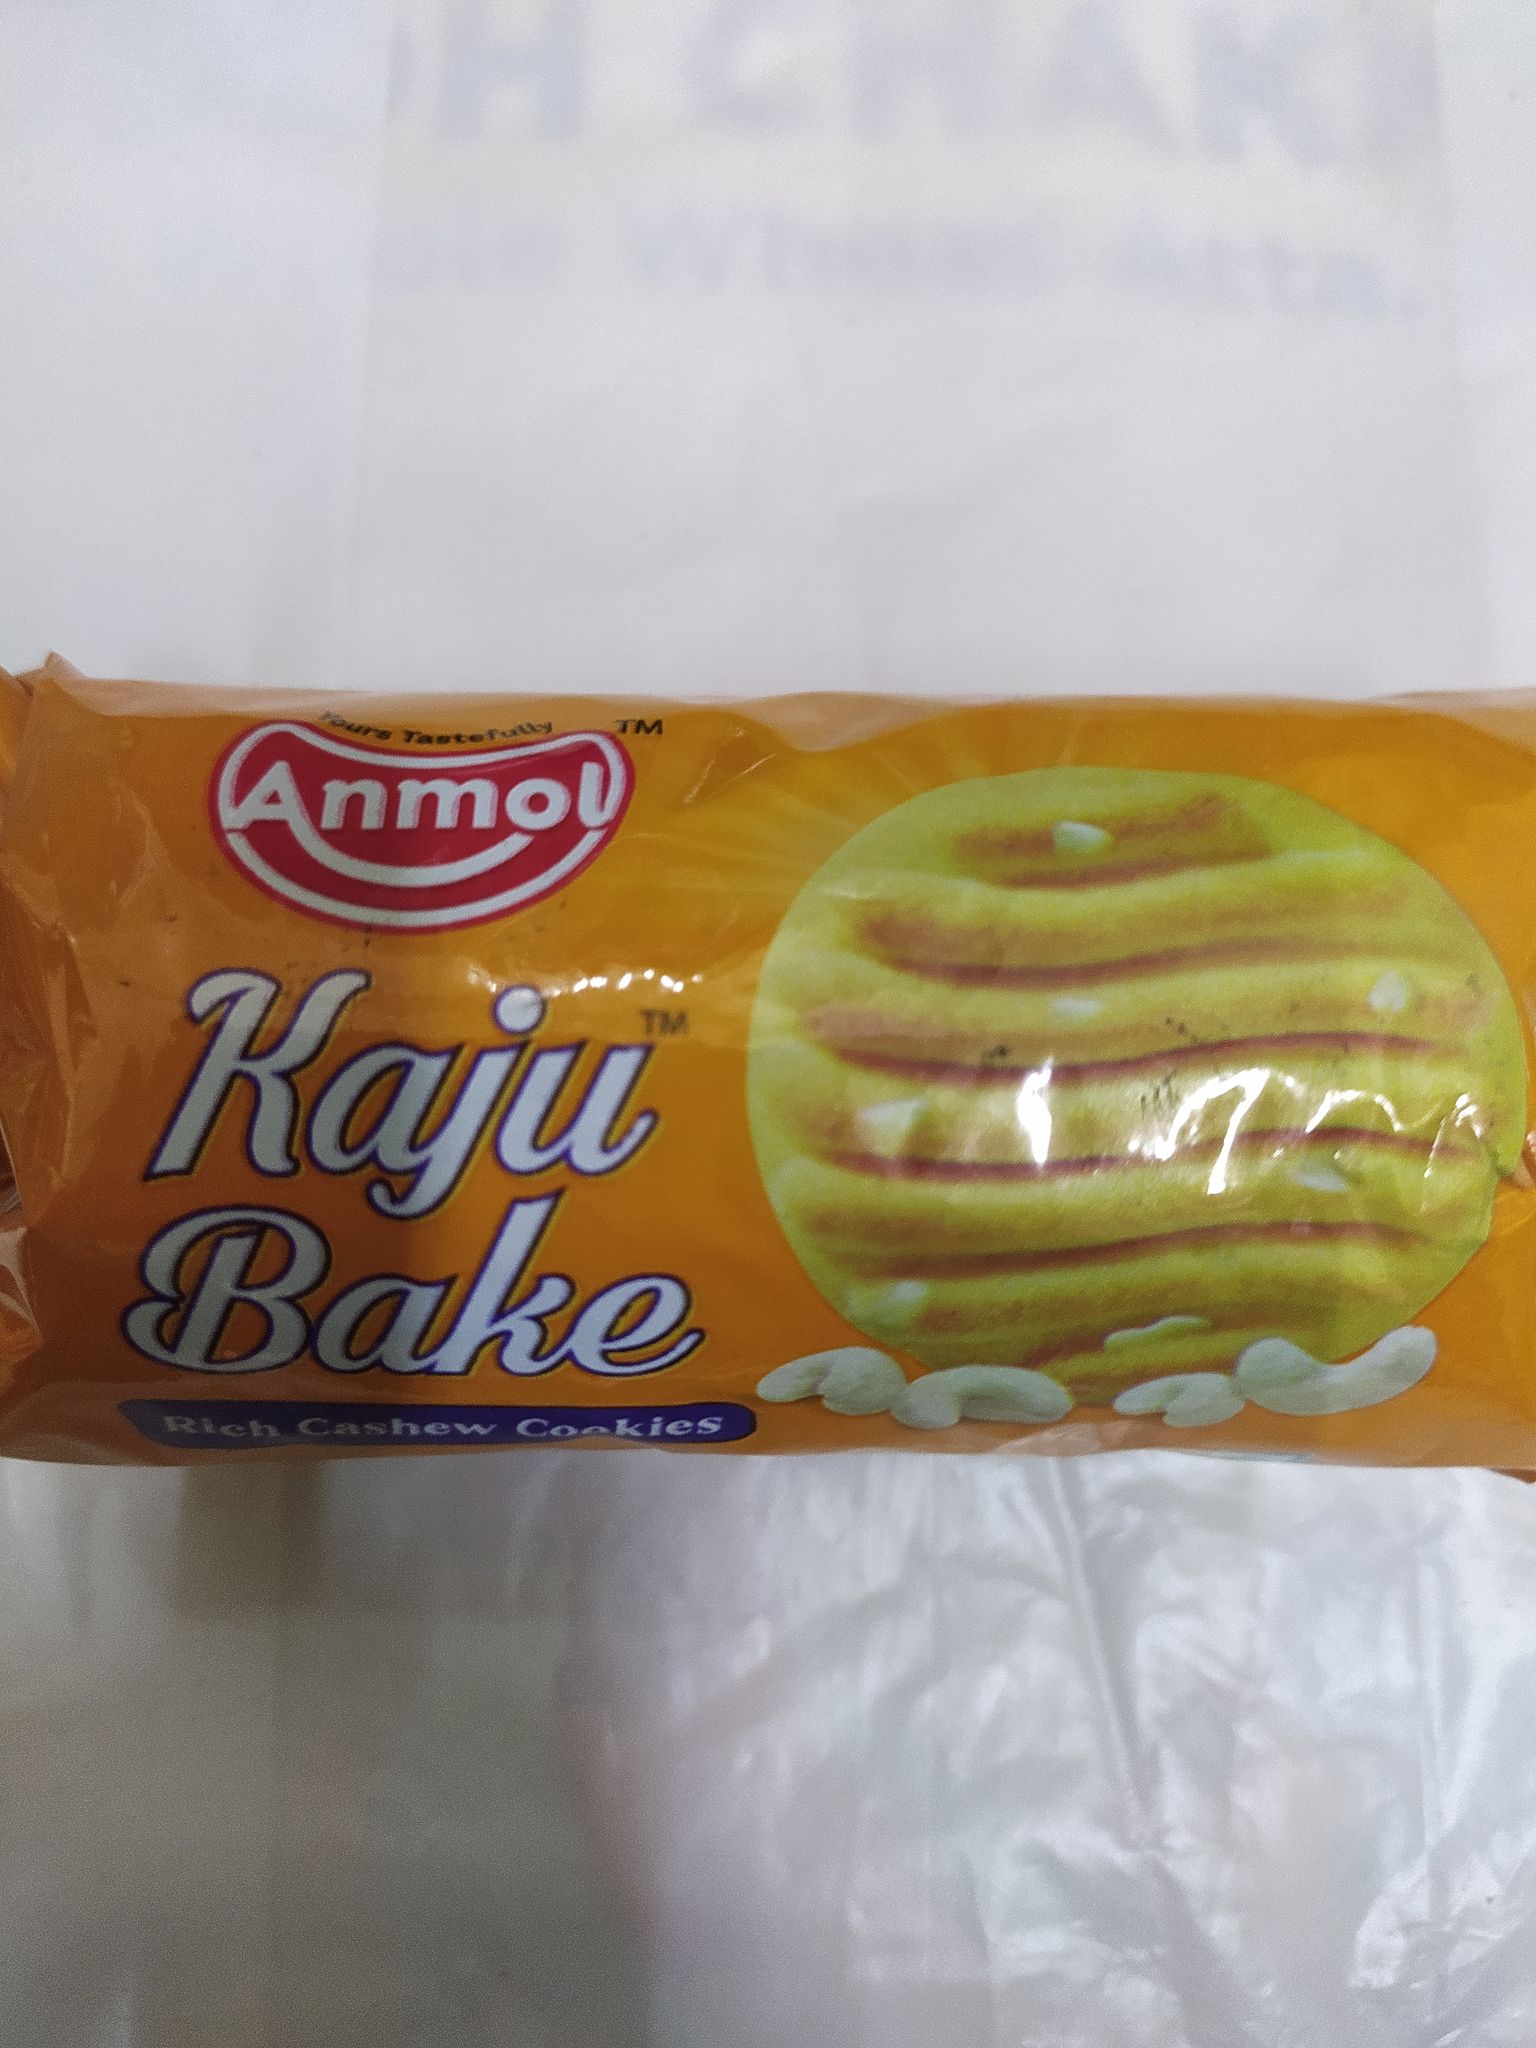 Yours Tastefully TM
Anmol
Kaju TM
Bake
Rich Cashew Cookies